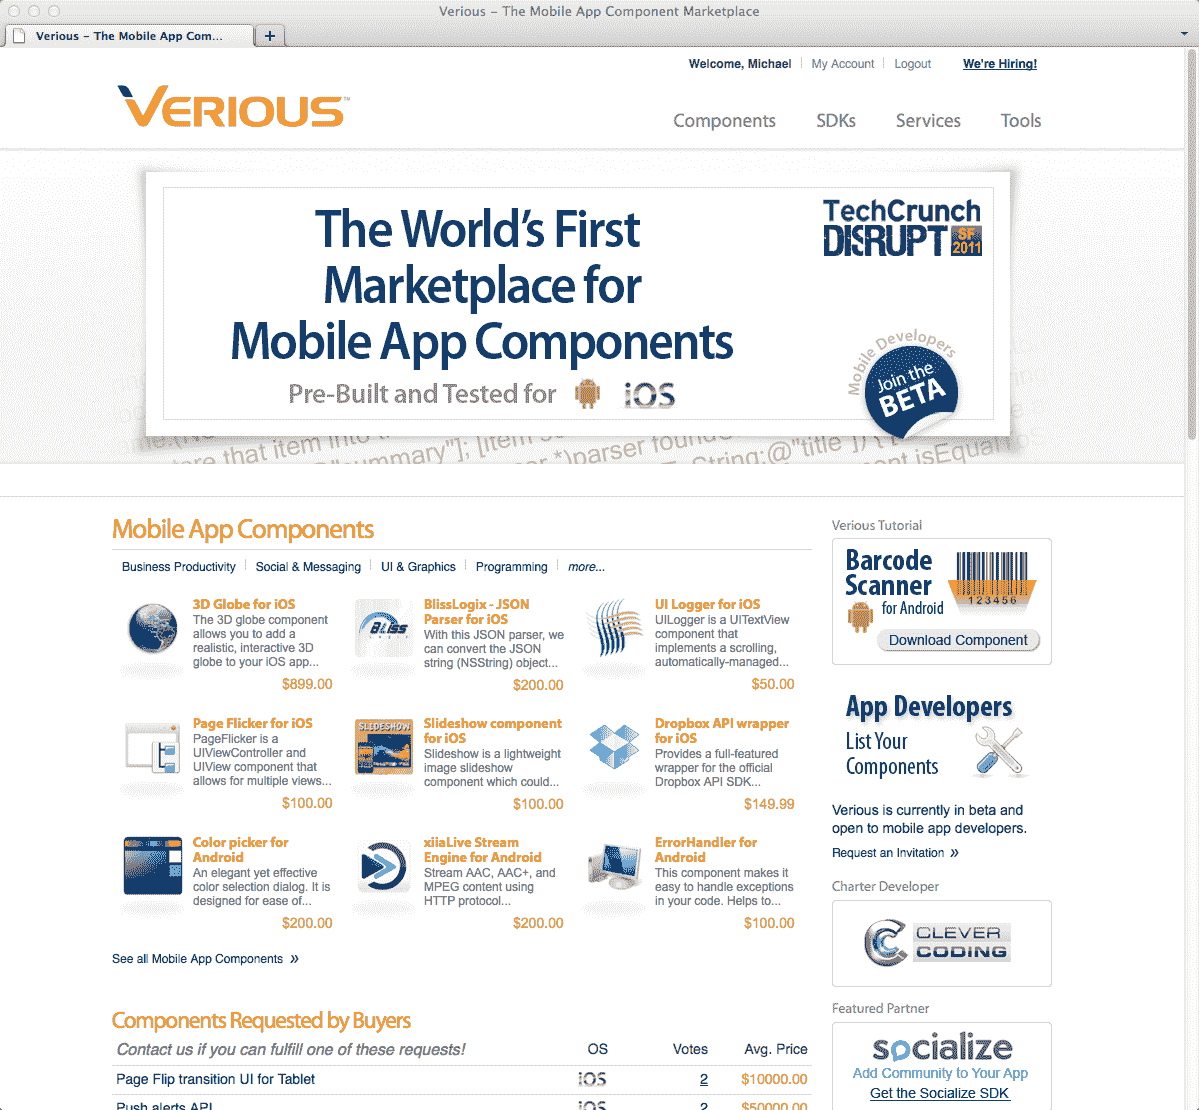 Verious – The Mobile App Component Marketplace
Verious – The Mobile App Com...
Welcome, Michael
My Account
Logout
We're Hiring!
VERIOUS™
Components
SDKs
Services
Tools
The World's First
Marketplace for
Mobile App Components
Pre-Built and Tested for iOS
TechCrunch
DISRUPT SF 2011
Mobile Developers
Join the
BETA
that item into
"summary"]; [item
*)parser
String:@"title"
Mobile App Components
Business Productivity
Social & Messaging
UI & Graphics
Programming
more...
3D Globe for iOS
The 3D globe component
allows you to add a
realistic, interactive 3D
globe to your iOS app...
$899.00
BlissLogix - JSON
Parser for iOS
With this JSON parser, we
can convert the JSON
string (NSString) object...
$200.00
UI Logger for iOS
UILogger is a UITextView
component that
implements a scrolling,
automatically-managed...
$50.00
Page Flicker for iOS
PageFlicker is a
UIViewController and
UIView component that
allows for multiple views...
$100.00
SLIDESHOW
Slideshow component
for iOS
Slideshow is a lightweight
image slideshow
component which could...
$100.00
Dropbox API wrapper
for iOS
Provides a full-featured
wrapper for the official
Dropbox API SDK...
$149.99
Color picker for
Android
An elegant yet effective
color selection dialog. It is
designed for ease of...
$200.00
xiiaLive Stream
Engine for Android
Stream AAC, AAC+, and
MPEG content using
HTTP protocol...
$200.00
ErrorHandler for
Android
This component makes it
easy to handle exceptions
in your code. Helps to...
$100.00
See all Mobile App Components »
Components Requested by Buyers
Contact us if you can fulfill one of these requests!
OS
Votes
Avg. Price
Page Flip transition UI for Tablet
iOS
2
$10000.00
Push alerts API
iOS
2
$50000.00
Verious Tutorial
Barcode
Scanner
for Android
123456
Download Component
App Developers
List Your
Components
Verious is currently in beta and
open to mobile app developers.
Request an Invitation »
Charter Developer
CLEVER
CODING
Featured Partner
socialize
Add Community to Your App
Get the Socialize SDK